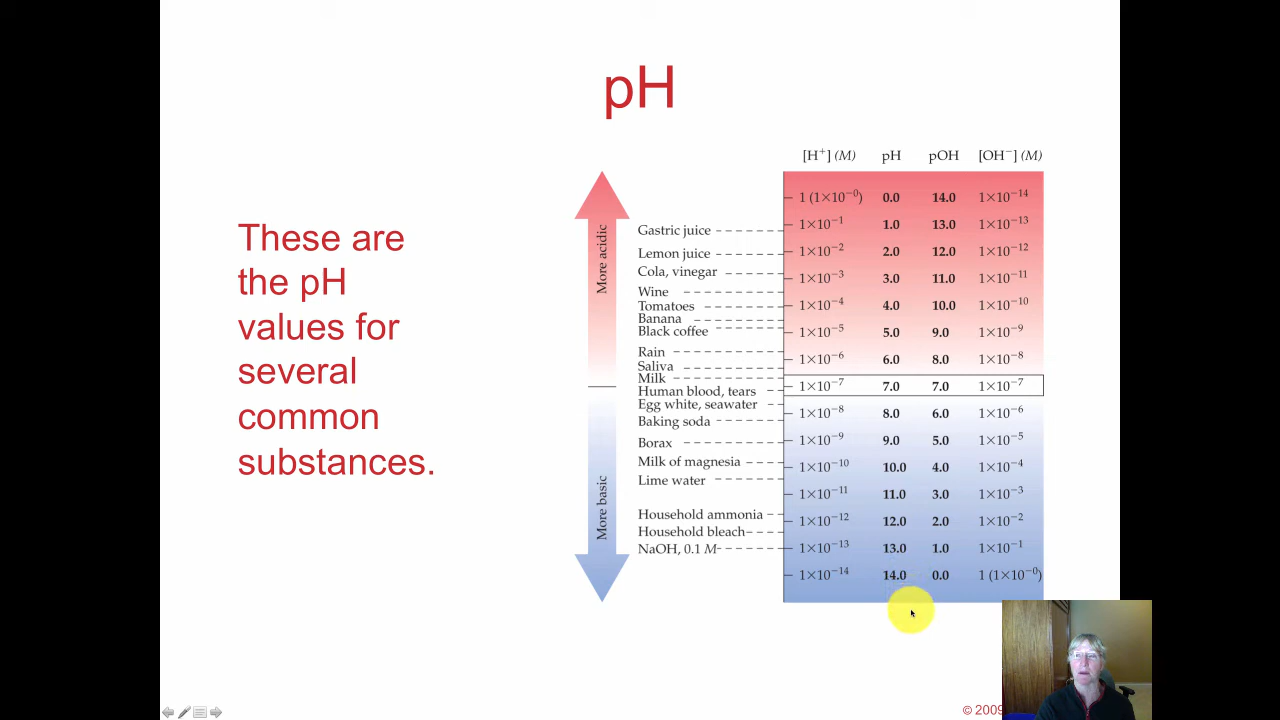 pH
These are
the pH
values for
several
common
substances.
More acidic
More basic
[H⁺] (M) pH pOH [OH⁻] (M)
1 (1×10⁻⁰) 0.0 14.0 1×10⁻¹⁴
Gastric juice 1×10⁻¹ 1.0 13.0 1×10⁻¹³
Lemon juice 1×10⁻² 2.0 12.0 1×10⁻¹²
Cola, vinegar 1×10⁻³ 3.0 11.0 1×10⁻¹¹
Wine
Tomatoes 1×10⁻⁴ 4.0 10.0 1×10⁻¹⁰
Banana
Black coffee 1×10⁻⁵ 5.0 9.0 1×10⁻⁹
Rain 1×10⁻⁶ 6.0 8.0 1×10⁻⁸
Saliva
Milk
Human blood, tears 1×10⁻⁷ 7.0 7.0 1×10⁻⁷
Egg white, seawater 1×10⁻⁸ 8.0 6.0 1×10⁻⁶
Baking soda
Borax 1×10⁻⁹ 9.0 5.0 1×10⁻⁵
Milk of magnesia 1×10⁻¹⁰ 10.0 4.0 1×10⁻⁴
Lime water
1×10⁻¹¹ 11.0 3.0 1×10⁻³
Household ammonia 1×10⁻¹² 12.0 2.0 1×10⁻²
Household bleach
NaOH, 0.1 M 1×10⁻¹³ 13.0 1.0 1×10⁻¹
1×10⁻¹⁴ 14.0 0.0 1 (1×10⁻⁰)
© 2009